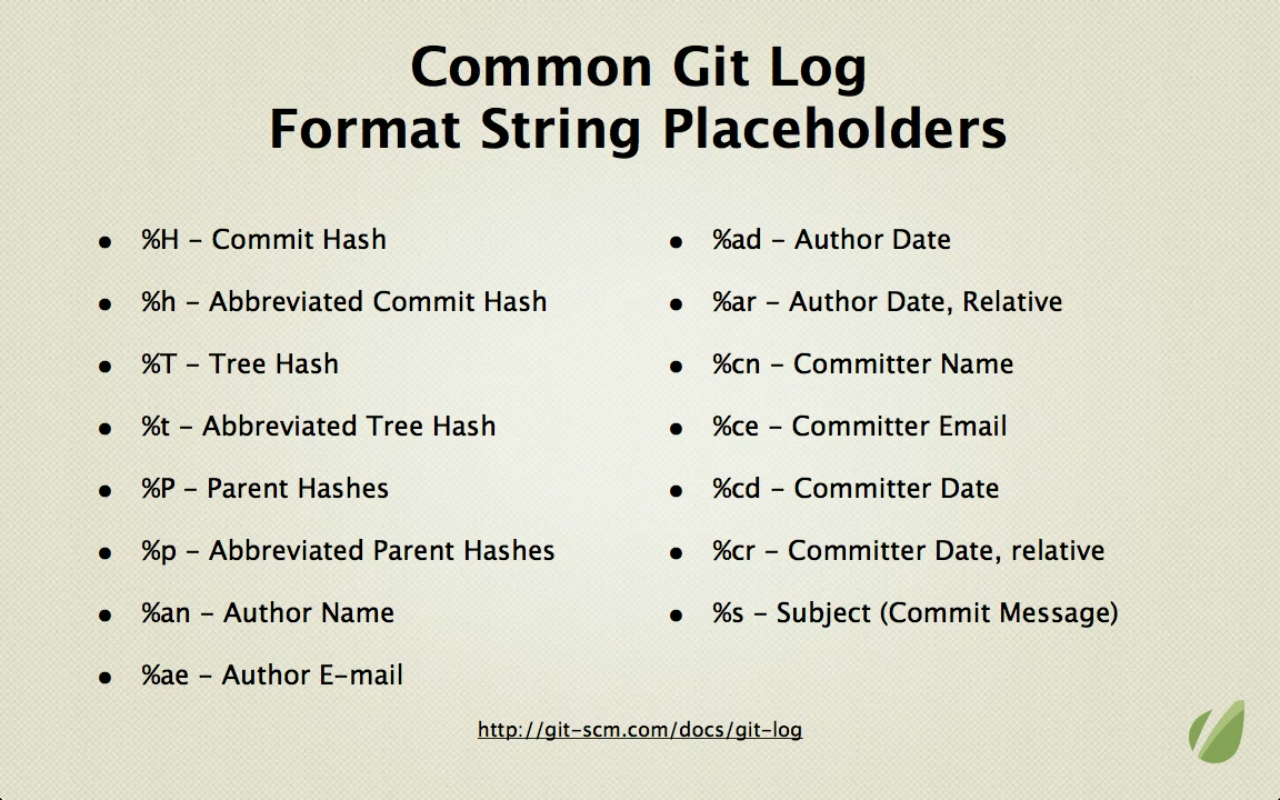 Common Git Log
Format String Placeholders
• %H – Commit Hash
• %h – Abbreviated Commit Hash
• %T – Tree Hash
• %t – Abbreviated Tree Hash
• %P – Parent Hashes
• %p – Abbreviated Parent Hashes
• %an – Author Name
• %ae – Author E-mail
• %ad – Author Date
• %ar – Author Date, Relative
• %cn – Committer Name
• %ce – Committer Email
• %cd – Committer Date
• %cr – Committer Date, relative
• %s – Subject (Commit Message)
http://git-scm.com/docs/git-log